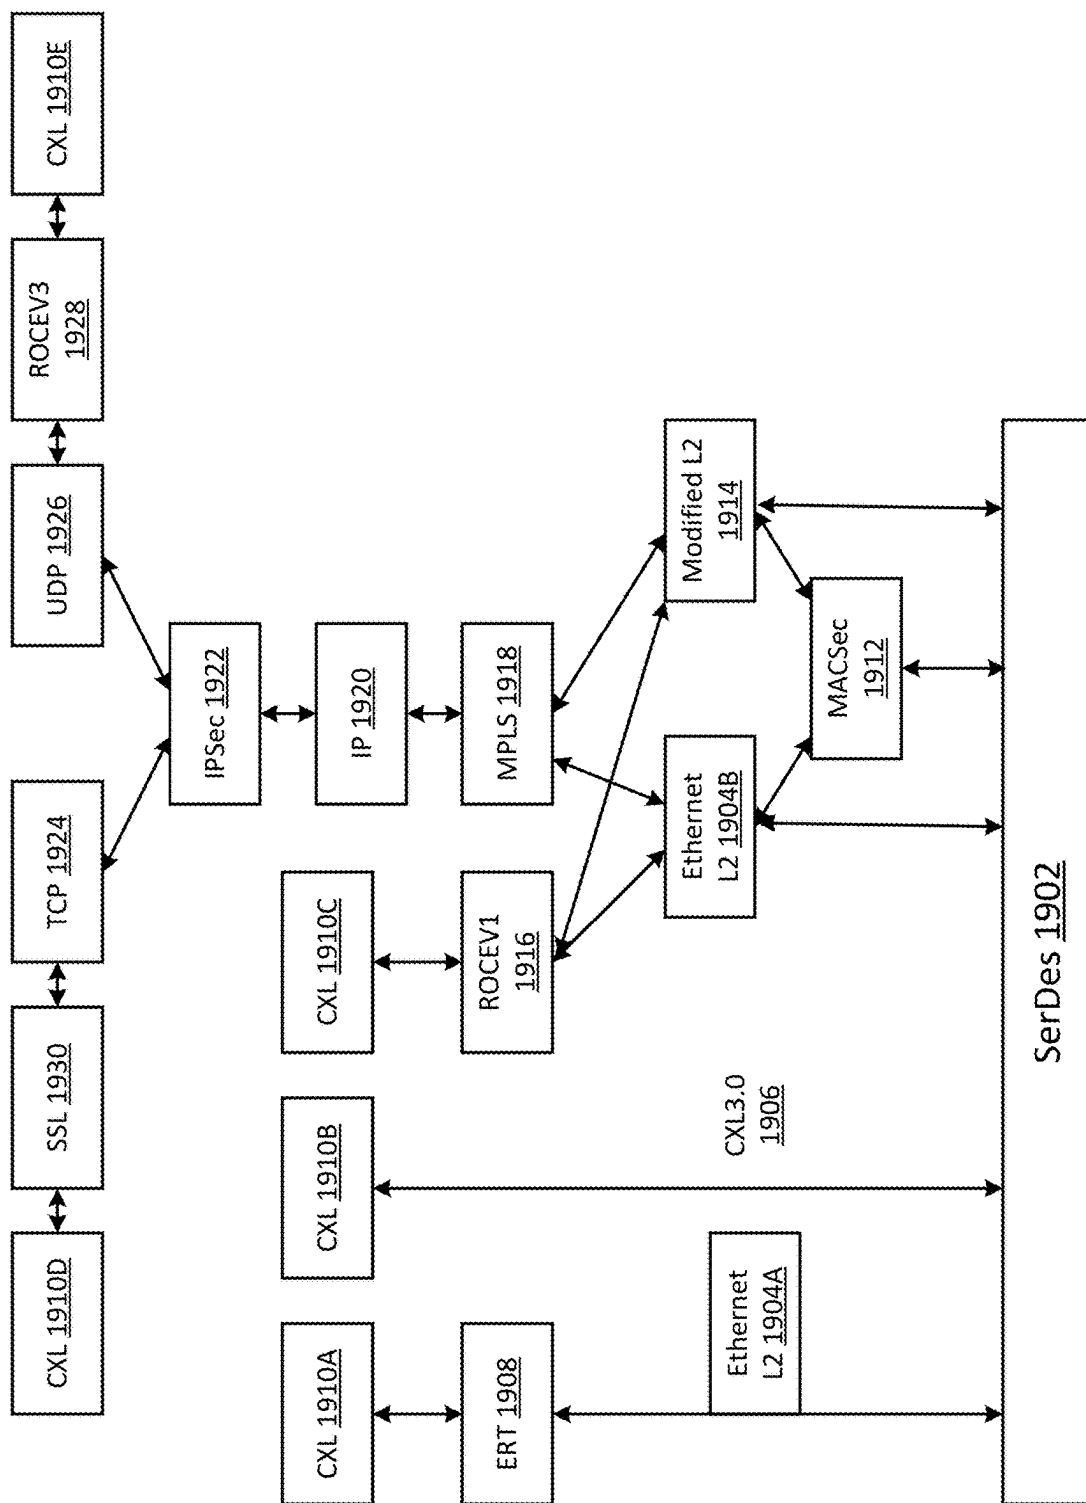 CXL 1910D
SSL 1930
TCP 1924
UDP 1926
ROCEV3
1928
CXL 1910E
IPSec 1922
CXL 1910A
CXL 1910B
CXL 1910C
IP 1920
ERT 1908
ROCEV1
1916
MPLS 1918
Ethernet
L2 1904A
CXL3.0
1906
Ethernet
L2 1904B
Modified L2
1914
MACSec
1912
SerDes 1902